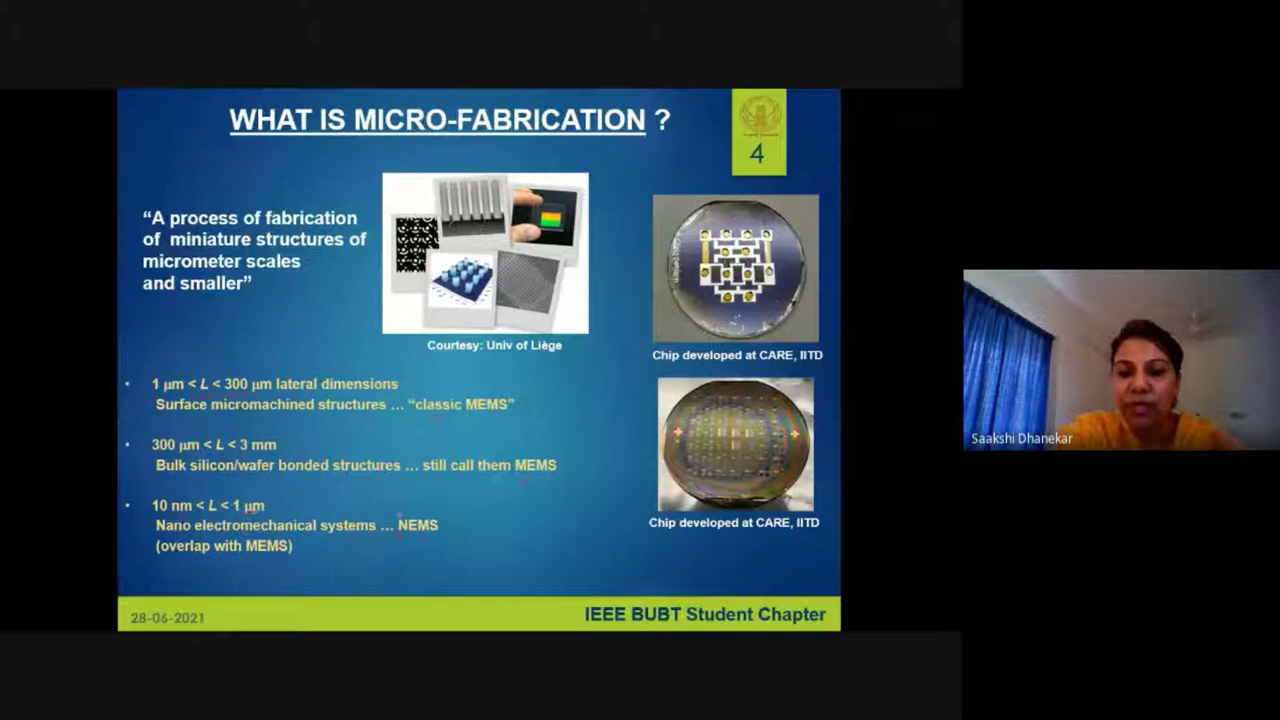 WHAT IS MICRO-FABRICATION ?
4
“A process of fabrication
of miniature structures of
micrometer scales
and smaller”
Courtesy: Univ of Liège
Chip developed at CARE, IITD
• 1 μm < L < 300 μm lateral dimensions
Surface micromachined structures … “classic MEMS”
• 300 μm < L < 3 mm
Bulk silicon/wafer bonded structures … still call them MEMS
• 10 nm < L < 1 μm
Nano electromechanical systems … NEMS
(overlap with MEMS)
Chip developed at CARE, IITD
28-06-2021
IEEE BUBT Student Chapter
Saakshi Dhanekar